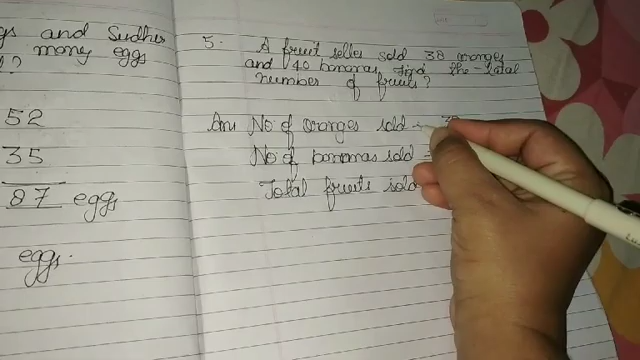 gs and Sudhir
many eggs
?
52
35
87 eggs
eggs.
5. A fruit seller sold 38 oranges
and 40 bananas find the total
number of fruits?
Ans No of oranges sold
No of bananas sold =
Total fruits sold